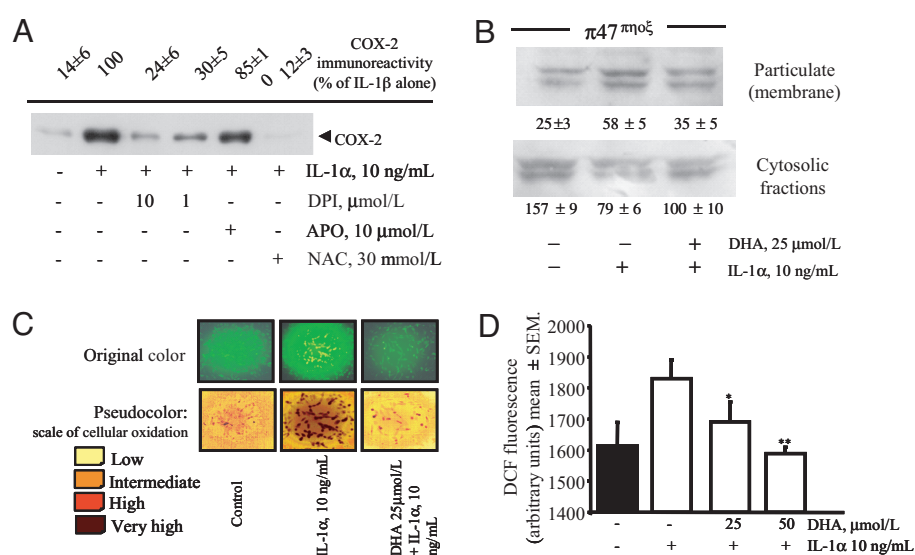 A
14±6 100 24±6 30±5 85±1 0 12±3
COX-2
immunoreactivity
(% of IL-1β alone)
◄COX-2
- + + + + + IL-1α, 10 ng/mL
- - 10 1 - - DPI, μmol/L
- - - - + - APO, 10 μmol/L
- - - - - + NAC, 30 mmol/L
B
π47πηοξ
Particulate
(membrane)
25±3 58 ± 5 35 ± 5
Cytosolic
fractions
157 ± 9 79 ± 6 100 ± 10
− − + DHA, 25 μmol/L
− + + IL-1α, 10 ng/mL
C
Original color
Pseudocolor:
scale of cellular oxidation
Low
Intermediate
High
Very high
Control
IL-1α, 10 ng/mL
DHA 25μmol/L
+ IL-1α, 10
ng/mL
D
DCF fluorescence
(arbitrary units) mean ± SEM.
2000
1900
1800
1700
1600
1500
1400
*
**
- - 25 50 DHA, μmol/L
- + + + IL-1α 10 ng/mL